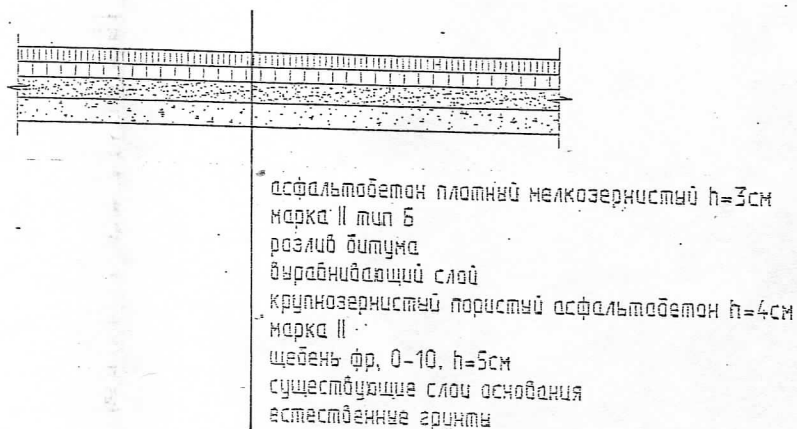 асфальтобетон плотный мелкозернистый h=3см
марка II тип Б
разлив битума
выравнивающий слой
крупнозернистый пористый асфальтобетон h=4см
марка II
щебень фр, 0-10, h=5см
существующие слои основания
естественные грунты